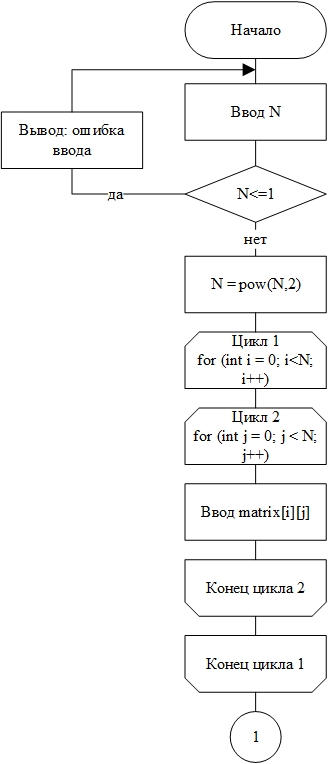 Начало
Ввод N
Вывод: ошибка
ввода
да
N<=1
нет
N = pow(N,2)
Цикл 1
for (int i = 0; i<N;
i++)
Цикл 2
for (int j = 0; j < N;
j++)
Ввод matrix[i][j]
Конец цикла 2
Конец цикла 1
1